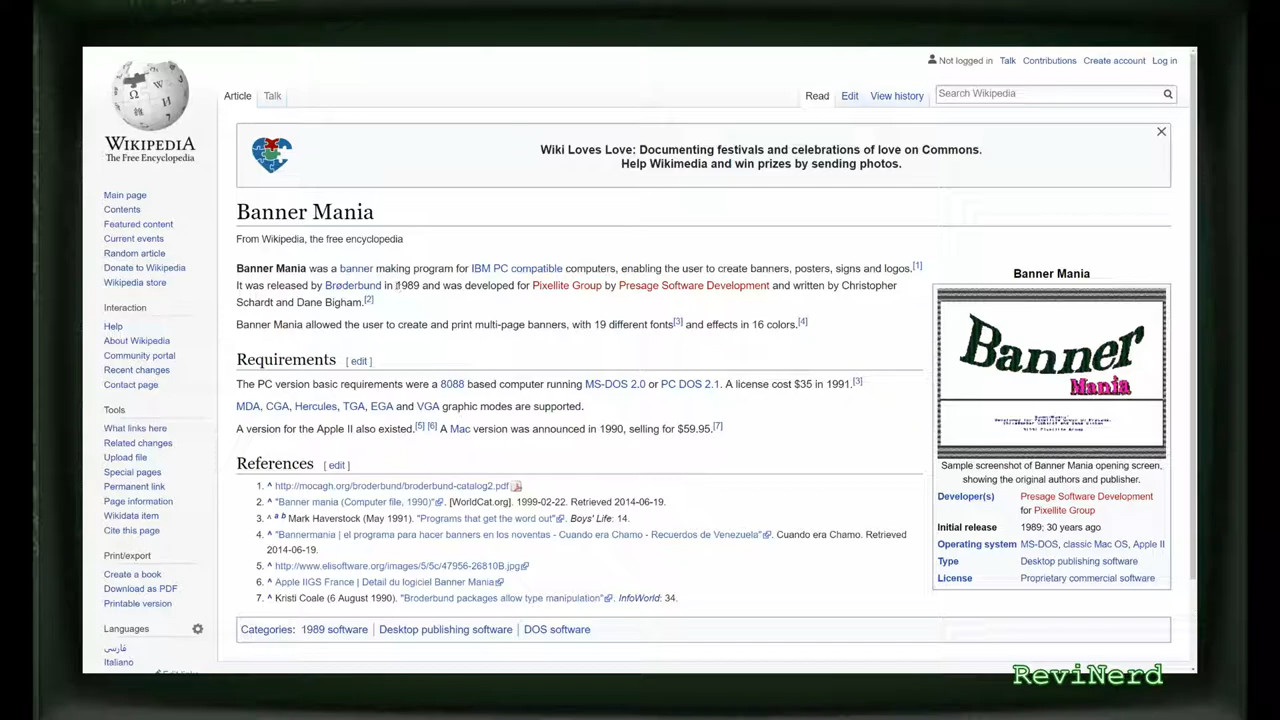 Not logged in Talk Contributions Create account Log in
Article Talk Read Edit View history Search Wikipedia
WIKIPEDIA
The Free Encyclopedia
Main page
Contents
Featured content
Current events
Random article
Donate to Wikipedia
Wikipedia store
Interaction
Help
About Wikipedia
Community portal
Recent changes
Contact page
Tools
What links here
Related changes
Upload file
Special pages
Permanent link
Page information
Wikidata item
Cite this page
Print/export
Create a book
Download as PDF
Printable version
Languages
فارسی
Italiano
Wiki Loves Love: Documenting festivals and celebrations of love on Commons.
Help Wikimedia and win prizes by sending photos.
Banner Mania
From Wikipedia, the free encyclopedia
Banner Mania was a banner making program for IBM PC compatible computers, enabling the user to create banners, posters, signs and logos.[1]
It was released by Brøderbund in 1989 and was developed for Pixellite Group by Presage Software Development and written by Christopher
Schardt and Dane Bigham.[2]
Banner Mania allowed the user to create and print multi-page banners, with 19 different fonts[3] and effects in 16 colors.[4]
Requirements [ edit ]
The PC version basic requirements were a 8088 based computer running MS-DOS 2.0 or PC DOS 2.1. A license cost $35 in 1991.[3]
MDA, CGA, Hercules, TGA, EGA and VGA graphic modes are supported.
A version for the Apple II also existed.[5] [6] A Mac version was announced in 1990, selling for $59.95.[7]
References [ edit ]
1. ^ http://mocagh.org/broderbund/broderbund-catalog2.pdf
2. ^ "Banner mania (Computer file, 1990)". [WorldCat.org]. 1999-02-22. Retrieved 2014-06-19.
3. ^ a b Mark Haverstock (May 1991). "Programs that get the word out". Boys' Life: 14.
4. ^ "Bannermania | el programa para hacer banners en los noventas - Cuando era Chamo - Recuerdos de Venezuela". Cuando era Chamo. Retrieved
2014-06-19.
5. ^ http://www.elisoftware.org/images/5/5c/47956-26810B.jpg
6. ^ Apple IIGS France | Detail du logiciel Banner Mania
7. ^ Kristi Coale (6 August 1990). "Broderbund packages allow type manipulation". InfoWorld: 34.
Categories: 1989 software | Desktop publishing software | DOS software
Banner Mania
Banner
Mania
Sample screenshot of Banner Mania opening screen,
showing the original authors and publisher.
Developer(s) Presage Software Development
for Pixellite Group
Initial release 1989; 30 years ago
Operating system MS-DOS, classic Mac OS, Apple II
Type Desktop publishing software
License Proprietary commercial software
ReviNerd